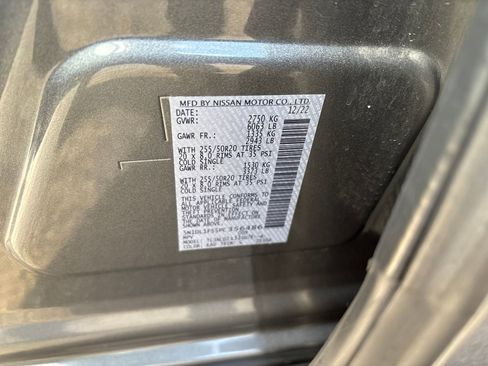 MFD BY NISSAN MOTOR CO., LTD.
DATE: 12/22
GVWR: 2750 KG
6063 LB
GAWR FR.: 1335 KG
2943 LB
WITH 255/50R20 TIRES
20 x 8.0 RIMS AT 35 PSI
COLD SINGLE
GAWR RR.: 1530 KG
3373 LB
WITH 255/50R20 TIRES
20 x 8.0 RIMS AT 35 PSI
COLD SINGLE
THIS VEHICLE CONFORMS TO
ALL APPLICABLE FEDERAL
MOTOR VEHICLE SAFETY
STANDARDS IN EFFECT ON
THE DATE OF MANUFACTURE
SHOWN ABOVE.
356486
MPV
MODEL:
COLOR: TRIM: